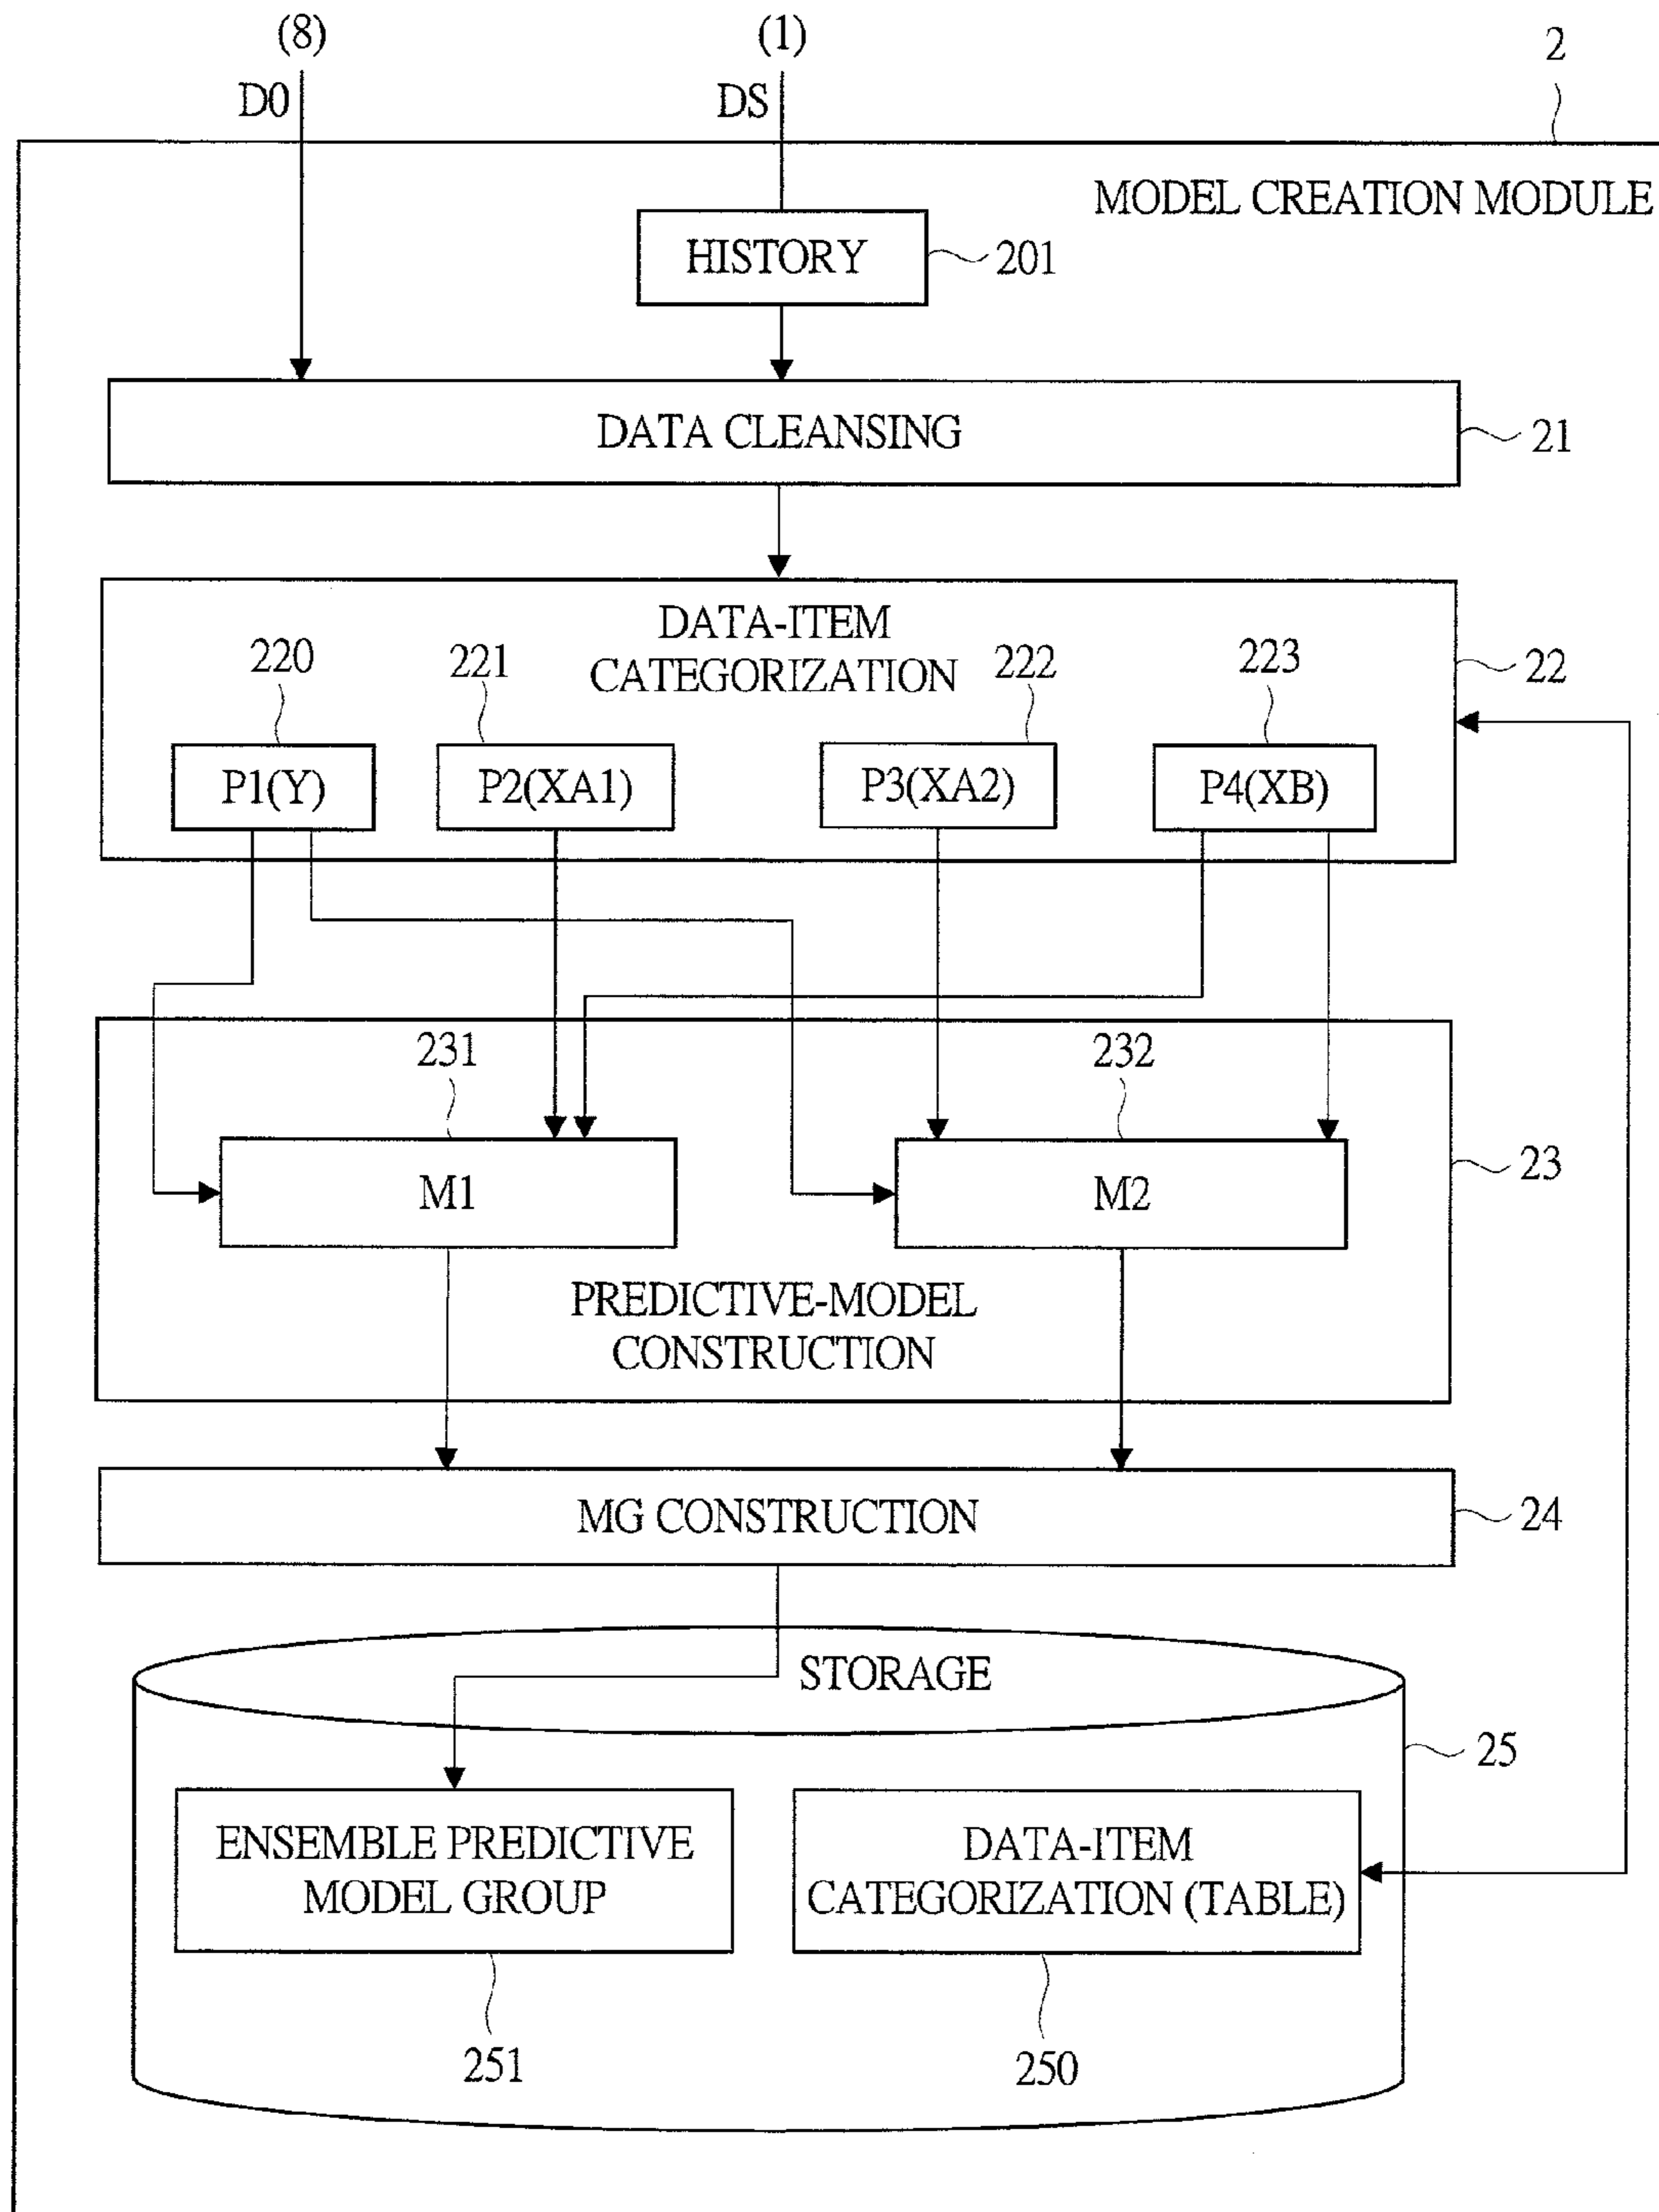 (8)
(1)
2
D0
DS
MODEL CREATION MODULE
HISTORY
201
DATA CLEANSING
21
DATA-ITEM
CATEGORIZATION
220
221
222
223
22
P1(Y)
P2(XA1)
P3(XA2)
P4(XB)
231
232
M1
M2
23
PREDICTIVE-MODEL
CONSTRUCTION
MG CONSTRUCTION
24
STORAGE
25
ENSEMBLE PREDICTIVE
MODEL GROUP
DATA-ITEM
CATEGORIZATION (TABLE)
251
250